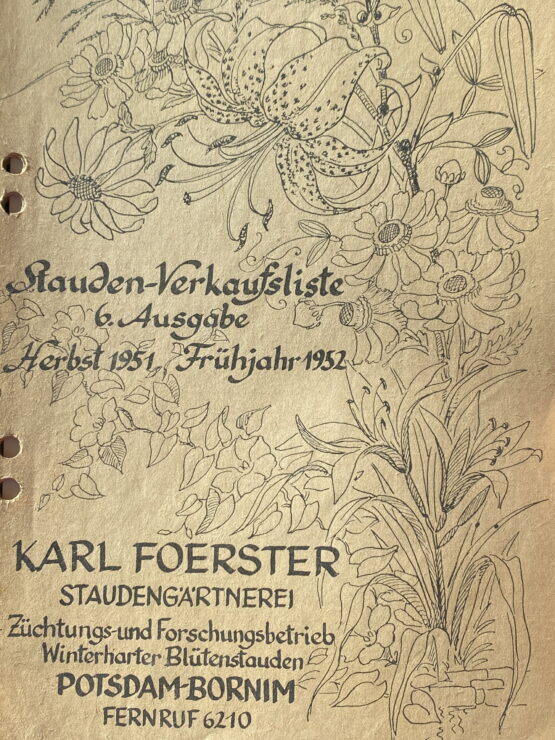 Stauden-Verkaufsliste
6. Ausgabe
Herbst 1951, Frühjahr 1952
KARL FOERSTER
STAUDENGÄRTNEREI
Züchtungs-und Forschungsbetrieb
Winterharter Blütenstauden
POTSDAM-BORNIM
FERNRUF 6210